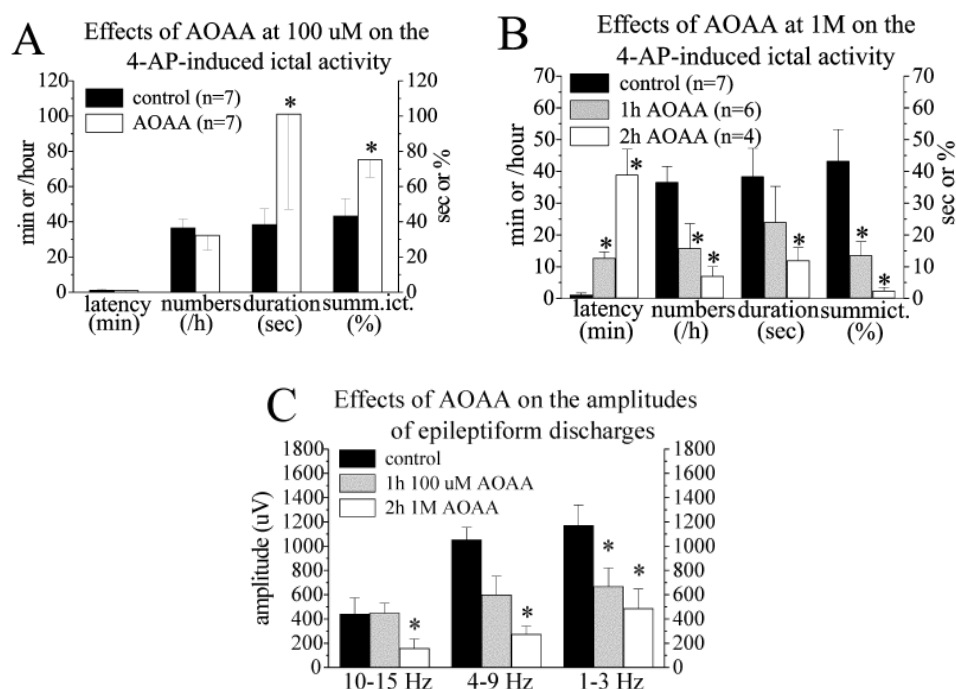 A
Effects of AOAA at 100 uM on the
4-AP-induced ictal activity
120
100
80
60
40
20
0
min or /hour
control (n=7)
AOAA (n=7)
*
*
120
100
80
60
40
20
0
sec or %
latency numbers duration summ.ict.
(min) (/h) (sec) (%)
B
Effects of AOAA at 1M on the
4-AP-induced ictal activity
70
60
50
40
30
20
10
0
min or /hour
control (n=7)
1h AOAA (n=6)
2h AOAA (n=4)
* * * * * * *
70
60
50
40
30
20
10
0
sec or %
latency numbers duration summict.
(min) (/h) (sec) (%)
C
Effects of AOAA on the amplitudes
of epileptiform discharges
1800
1600
1400
1200
1000
800
600
400
200
0
amplitude (uV)
control
1h 100 uM AOAA
2h 1M AOAA
* * * *
1800
1600
1400
1200
1000
800
600
400
200
0
10-15 Hz 4-9 Hz 1-3 Hz